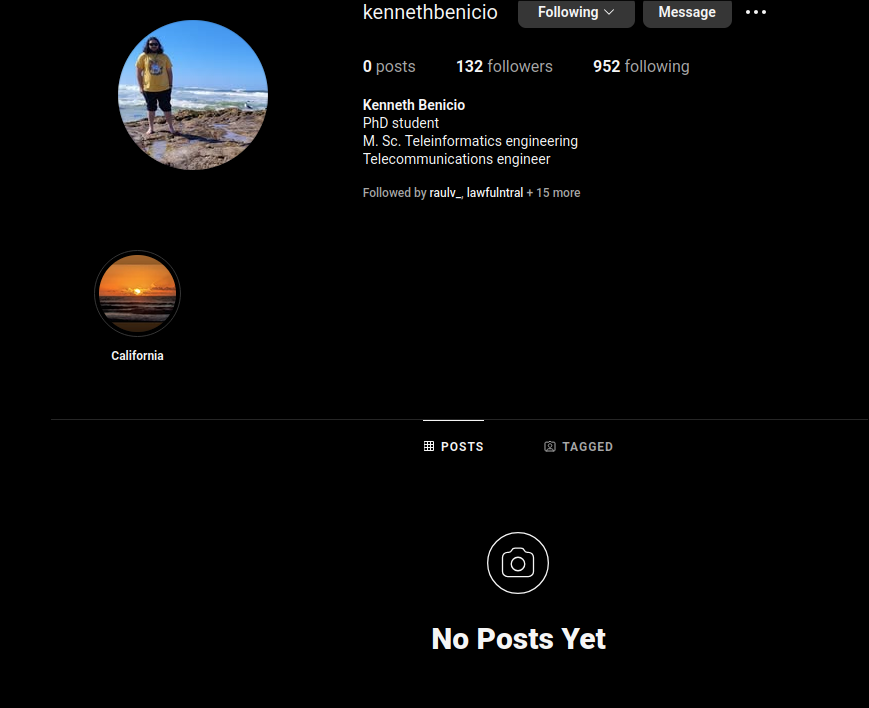 kennethbenicio Following Message
0 posts 132 followers 952 following
Kenneth Benicio
PhD student
M. Sc. Teleinformatics engineering
Telecommunications engineer
Followed by raulv_, lawfulntral + 15 more
California
POSTS TAGGED
No Posts Yet